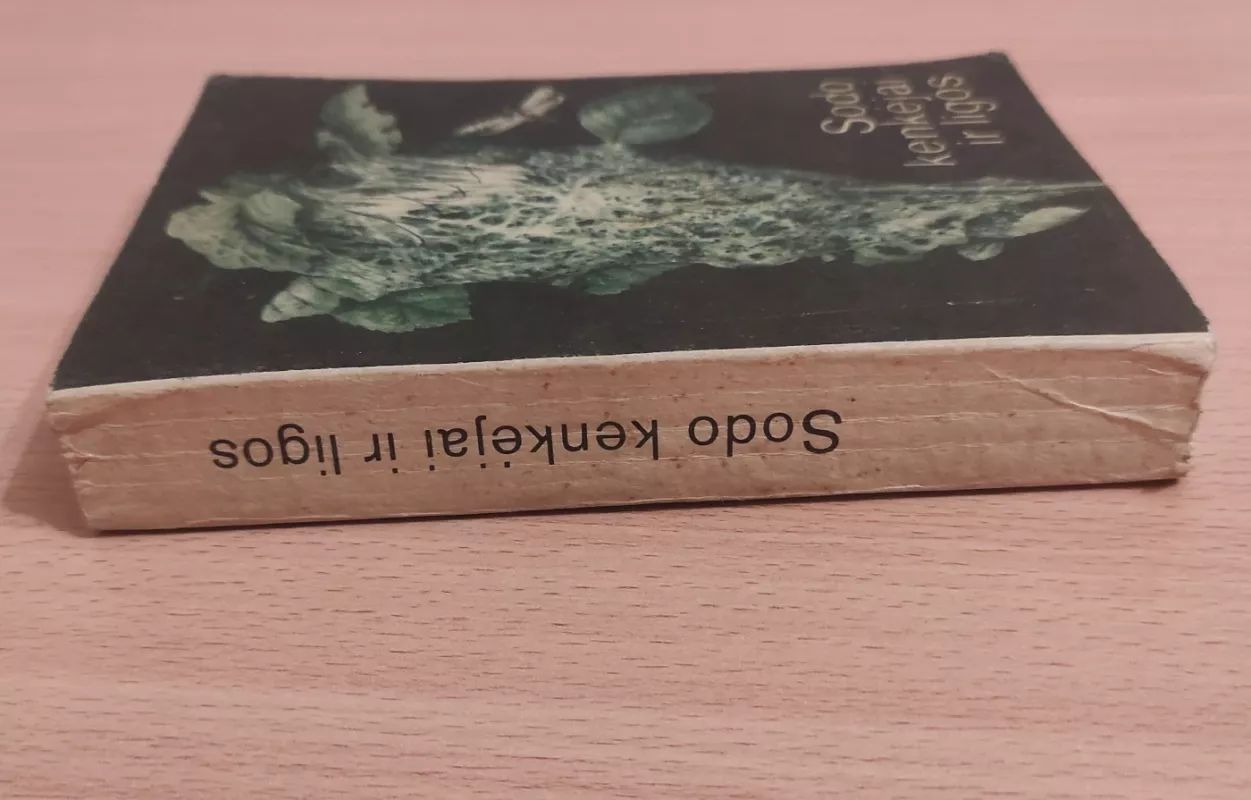 Sodo
kenkėjai
ir ligos
Sodo kenkėjai ir ligos